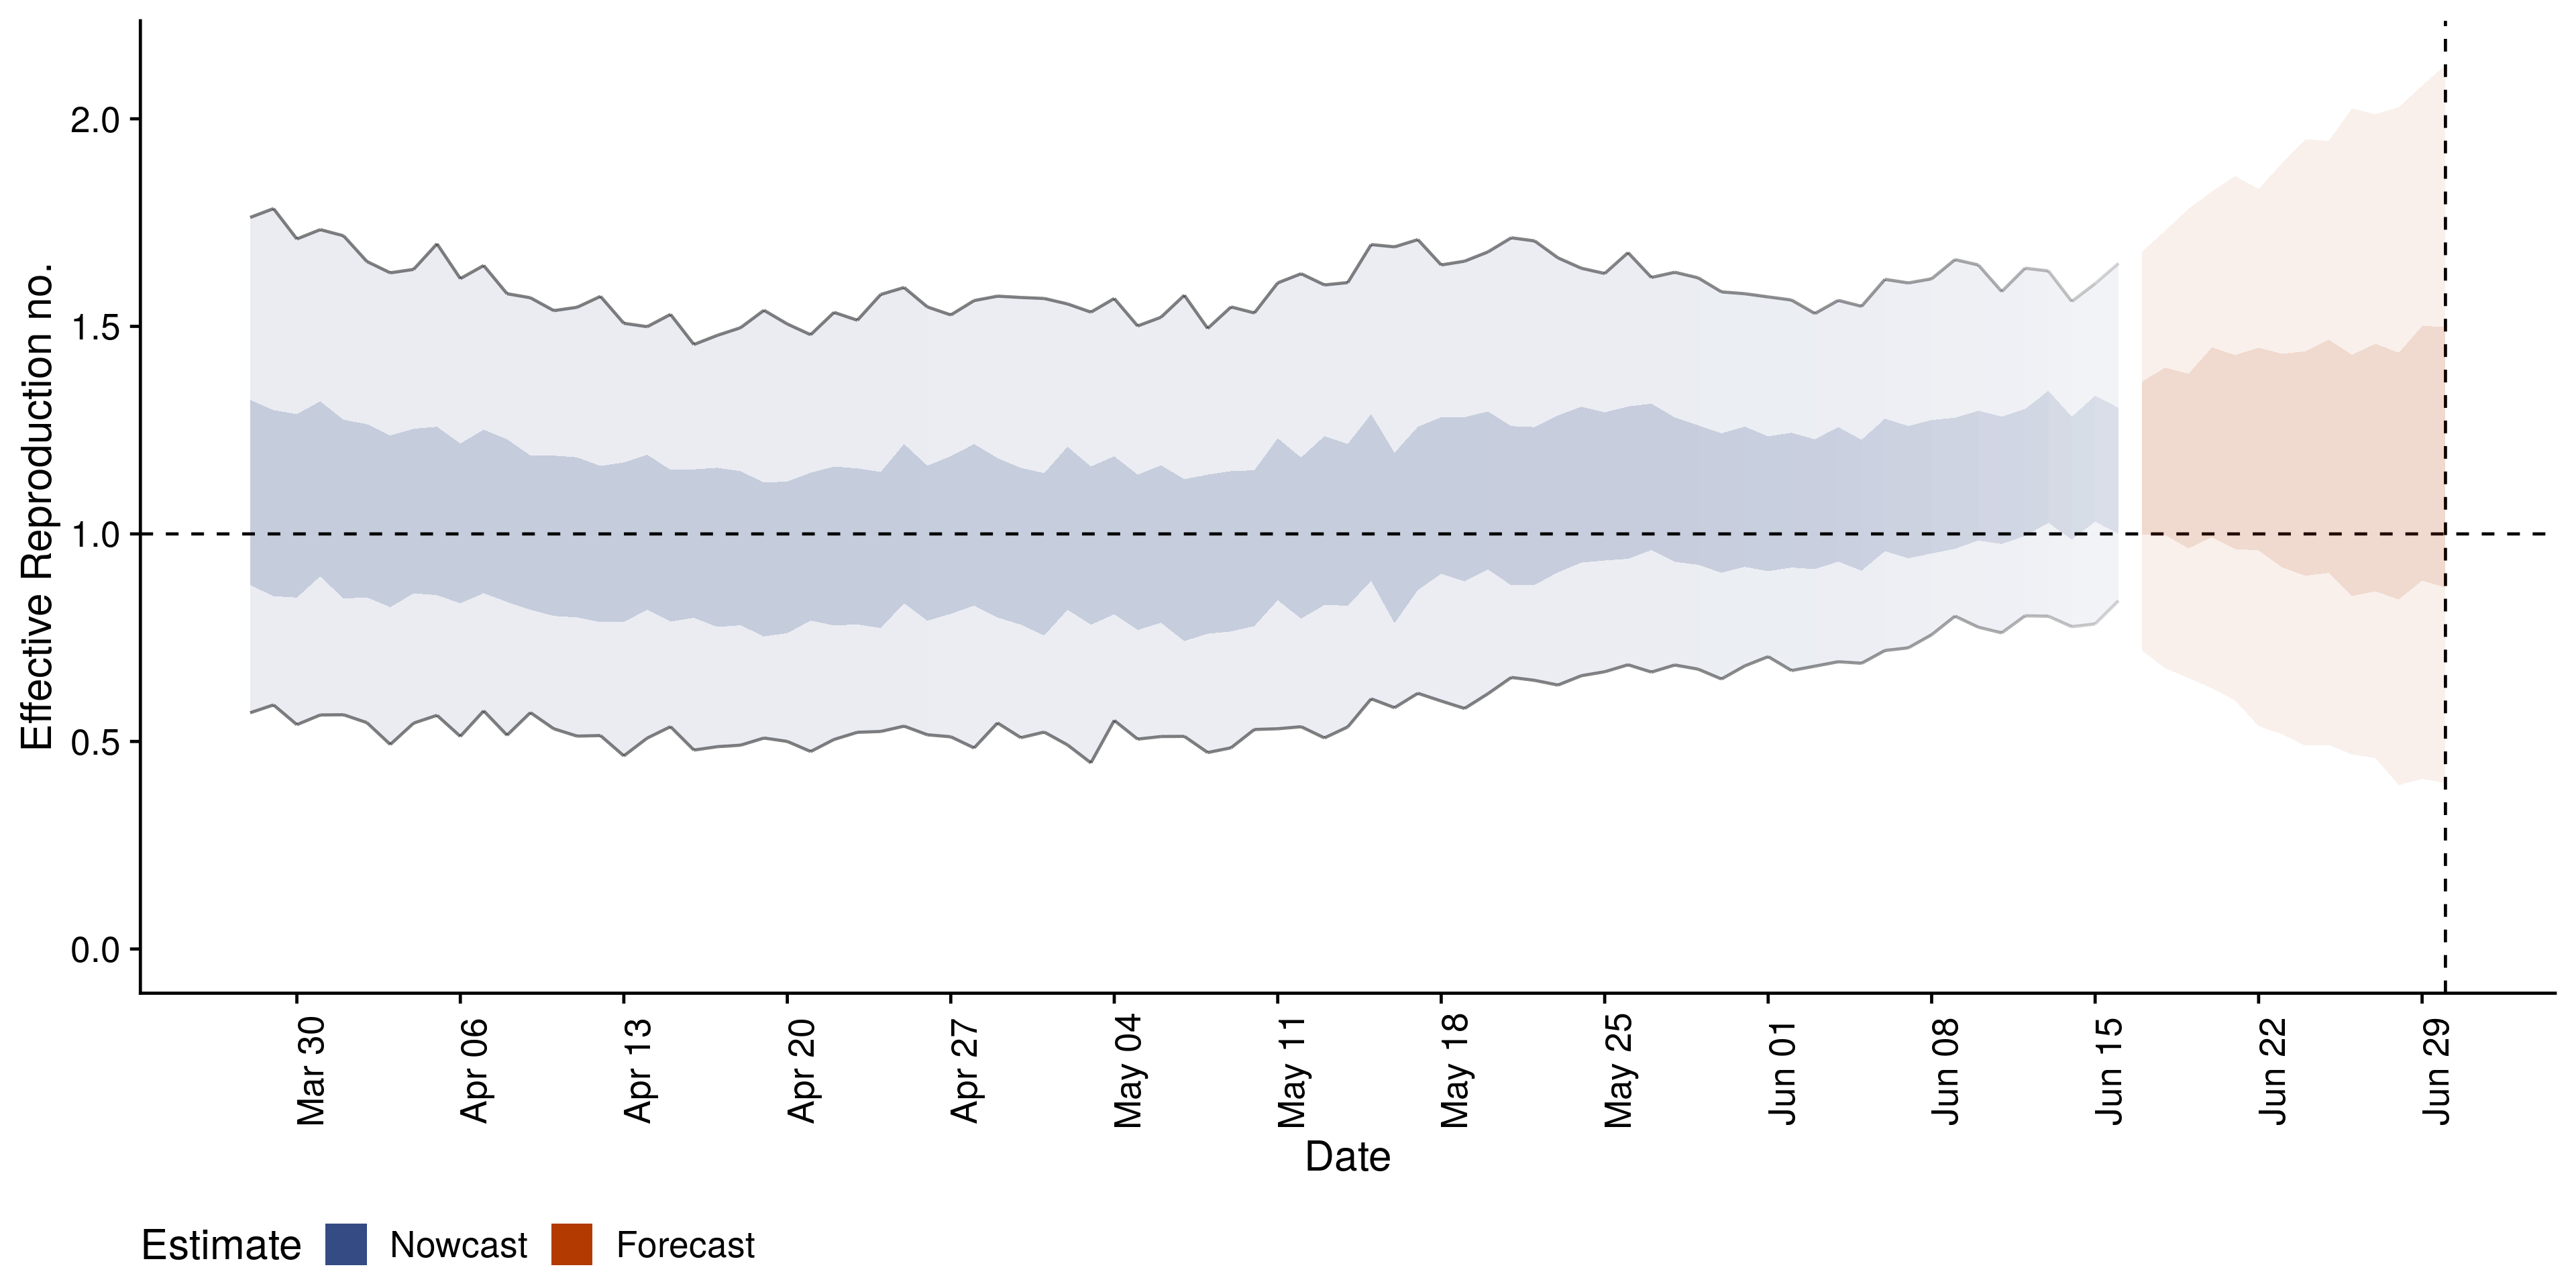 Effective Reproduction no.
2.0
1.5
1.0
0.5
0.0
Mar 30
Apr 06
Apr 13
Apr 20
Apr 27
May 04
May 11
May 18
May 25
Jun 01
Jun 08
Jun 15
Jun 22
Jun 29
Date
Estimate Nowcast Forecast